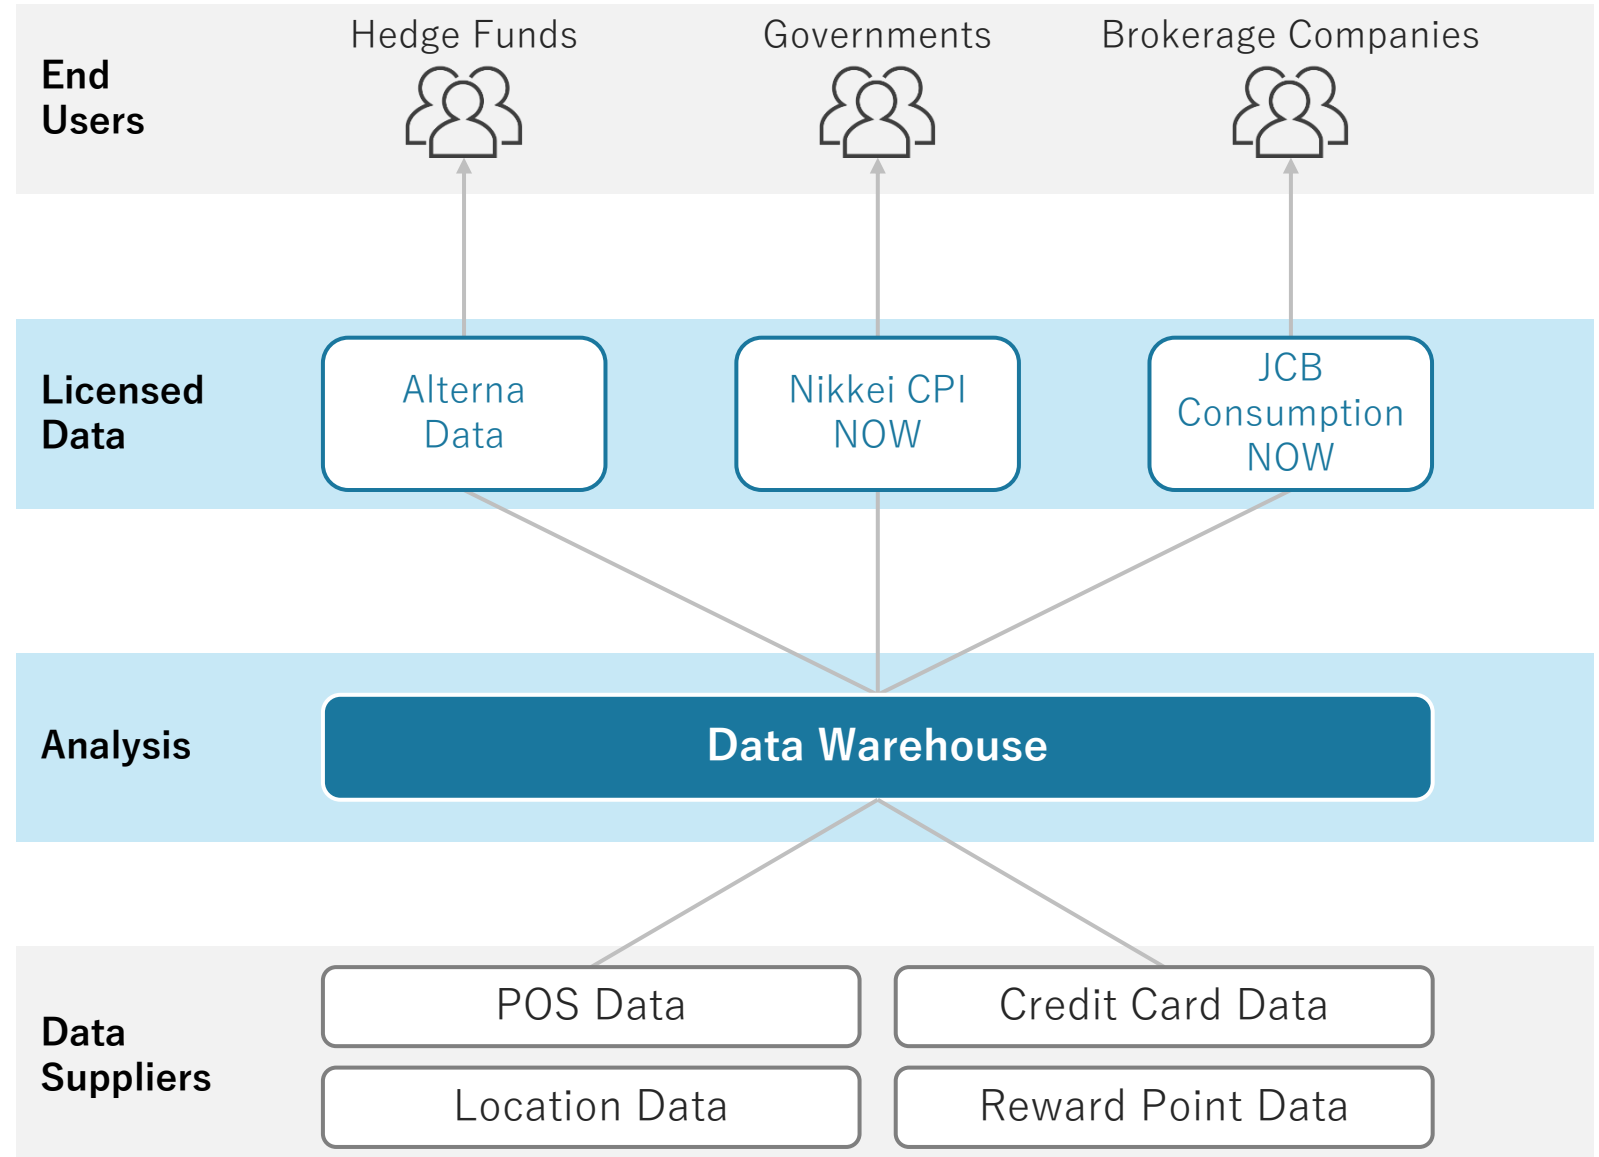 Hedge Funds
Governments
Brokerage Companies
End
Users
Licensed
Data
Alterna
Data
Nikkei CPI
NOW
JCB
Consumption
NOW
Analysis
Data Warehouse
Data
Suppliers
POS Data
Credit Card Data
Location Data
Reward Point Data